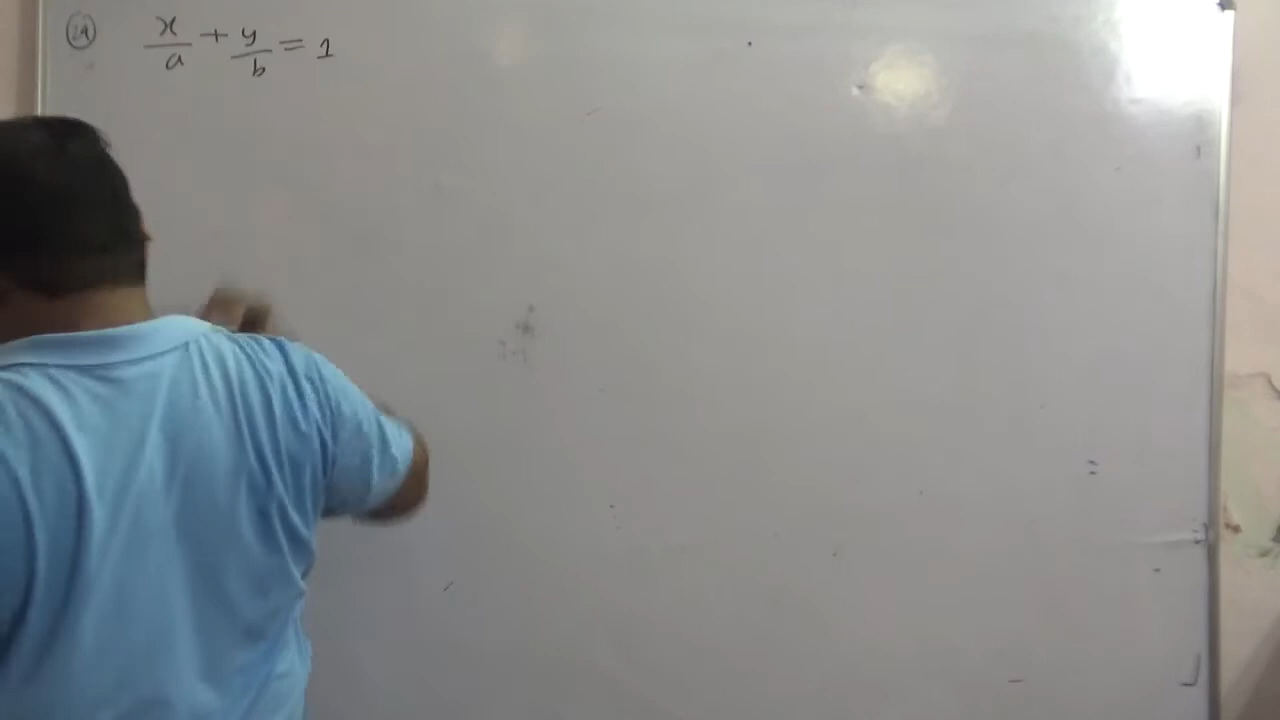 x/a + y/b = 1